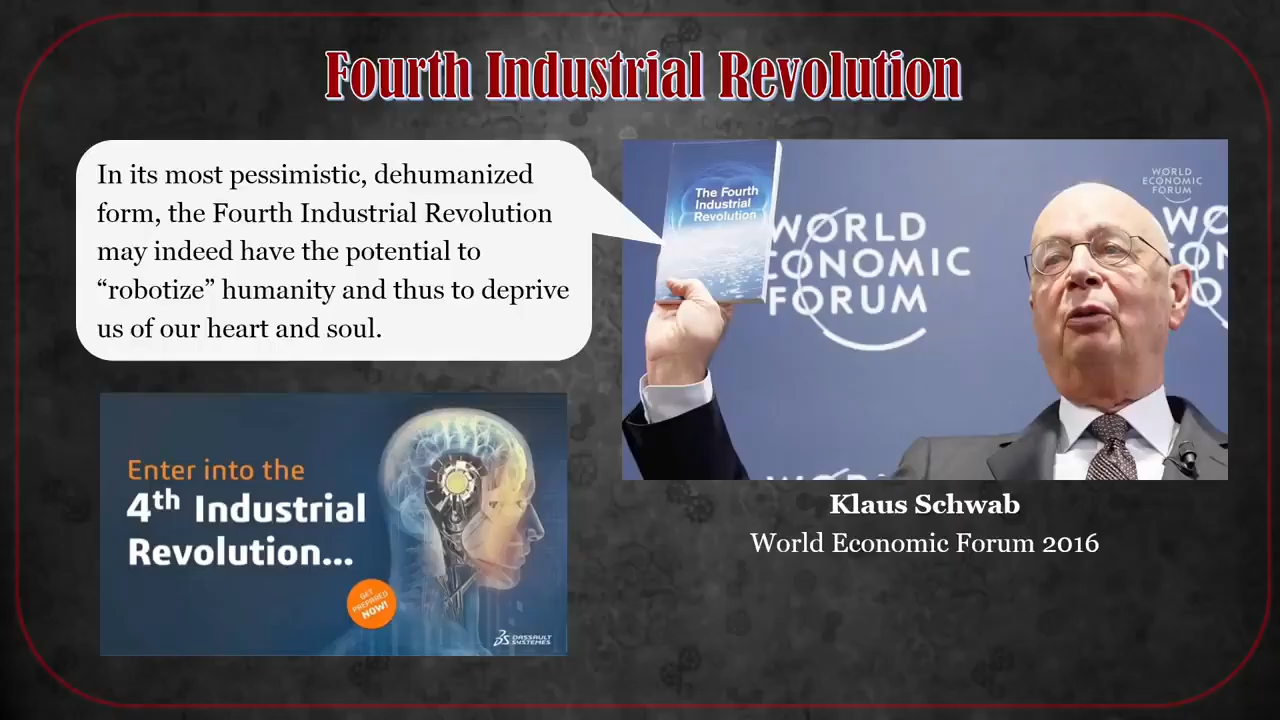 Fourth Industrial Revolution
In its most pessimistic, dehumanized
form, the Fourth Industrial Revolution
may indeed have the potential to
“robotize” humanity and thus to deprive
us of our heart and soul.
The Fourth
Industrial
Revolution
WORLD
ECONOMIC
FORUM
WORLD
ECONOMIC
FORUM
Klaus Schwab
World Economic Forum 2016
Enter into the
4th Industrial
Revolution...
GET
PREPARED
NOW!
DASSAULT
SYSTEMES